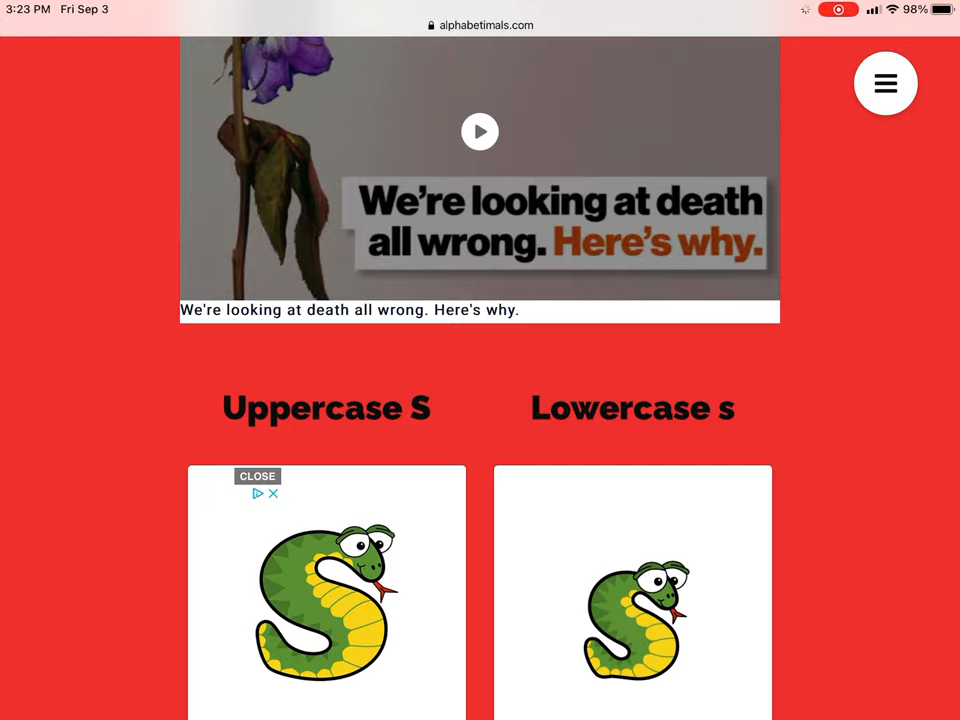 3:23 PM Fri Sep 3 98%
alphabetimals.com
We're looking at death
all wrong. Here's why.
We're looking at death all wrong. Here's why.
Uppercase S Lowercase s
CLOSE